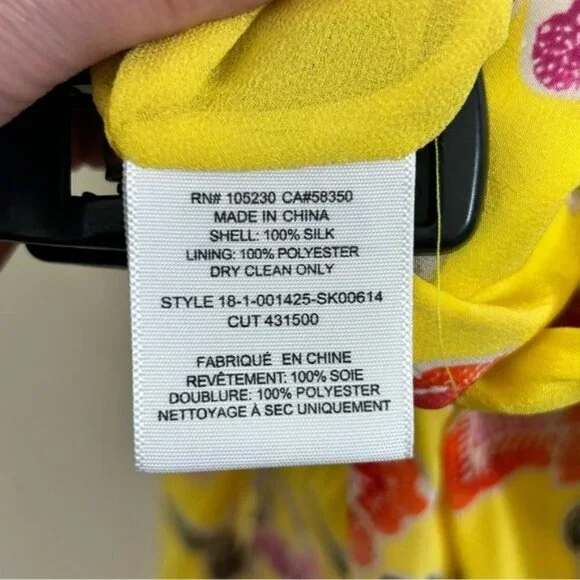 RN# 105230 CA#58350
MADE IN CHINA
SHELL: 100% SILK
LINING: 100% POLYESTER
DRY CLEAN ONLY
STYLE 18-1-001425-SK00614
CUT 431500
FABRIQUÉ EN CHINE
REVÊTEMENT: 100% SOIE
DOUBLURE: 100% POLYESTER
NETTOYAGE À SEC UNIQUEMENT